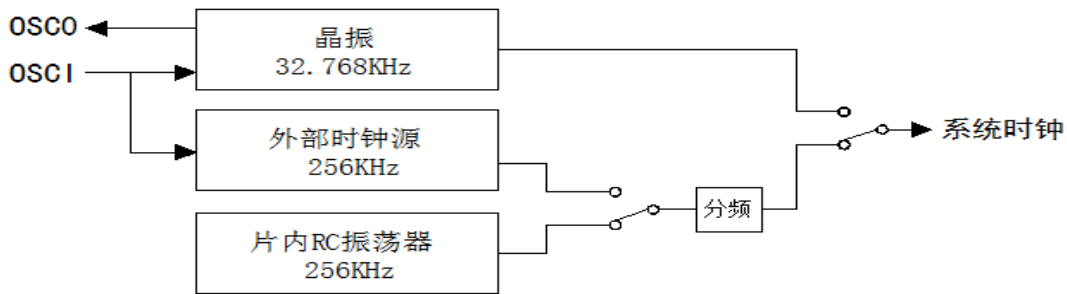 OSCO
OSCI
晶振
32.768KHz
外部时钟源
256KHz
片内RC振荡器
256KHz
分频
系统时钟